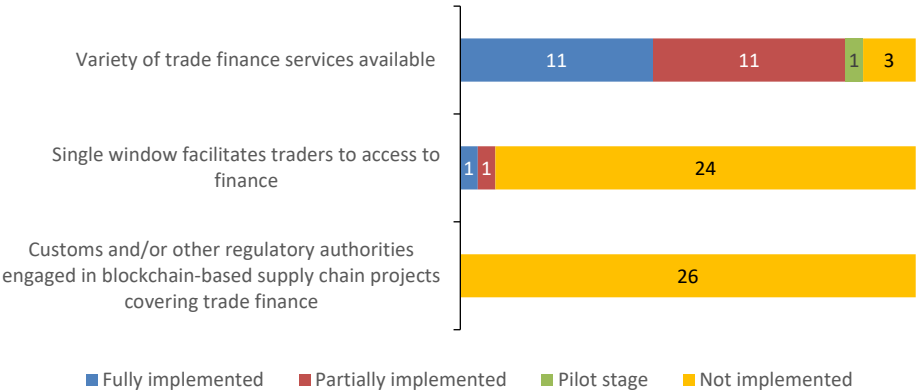 Variety of trade finance services available
11 11 1 3
Single window facilitates traders to access to
finance
1 1 24
Customs and/or other regulatory authorities
engaged in blockchain-based supply chain projects
covering trade finance
26
Fully implemented Partially implemented Pilot stage Not implemented